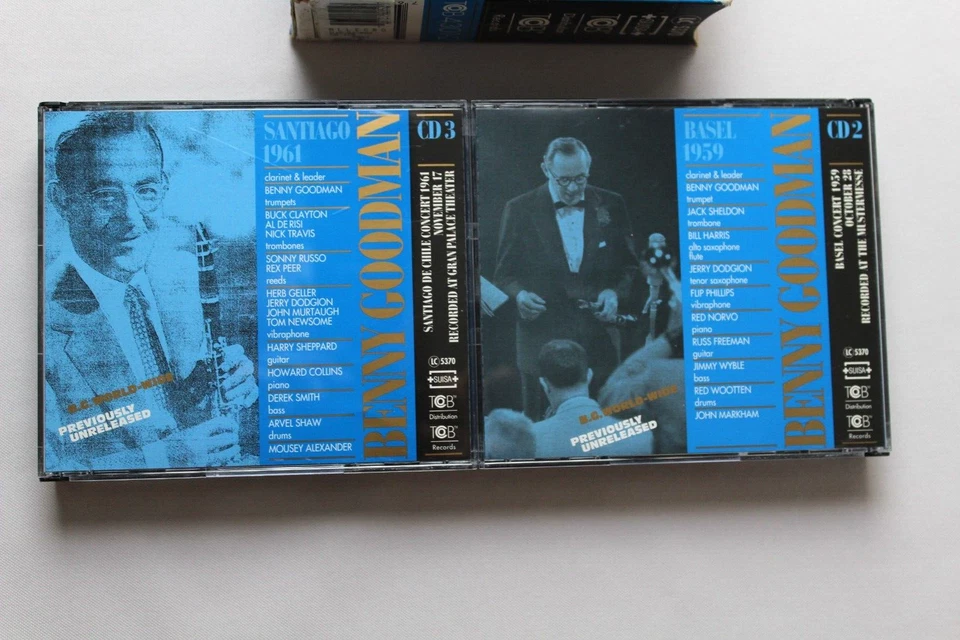 SANTIAGO
1961
clarinet & leader
BENNY GOODMAN
trumpets
BUCK CLAYTON
AL DE RISI
NICK TRAVIS
trombones
SONNY RUSSO
REX PEER
reeds
HERB GELLER
JERRY DODGION
JOHN MURTAUGH
TOM NEWSOME
vibraphone
HARRY SHEPPARD
guitar
HOWARD COLLINS
piano
DEREK SMITH
bass
ARVEL SHAW
drums
MOUSEY ALEXANDER
BENNY GOODMAN
CD 3
SANTIAGO DE CHILE CONCERT 1961
NOVEMBER 17
RECORDED AT GRAN PALACE THEATER
LC 5370
SUISA
TCB
Distribution
TCB
Records
B.G. WORLD-WIDE
PREVIOUSLY
UNRELEASED
BASEL
1959
clarinet & leader
BENNY GOODMAN
trumpet
JACK SHELDON
trombone
BILL HARRIS
alto saxophone
flute
JERRY DODGION
tenor saxophone
FLIP PHILLIPS
vibraphone
RED NORVO
piano
RUSS FREEMAN
guitar
JIMMY WYBLE
bass
RED WOOTTEN
drums
JOHN MARKHAM
BENNY GOODMAN
CD 2
BASEL CONCERT 1959
OCTOBER 28
RECORDED AT THE MUSTERMESSE
LC 5370
SUISA
TCB
Distribution
TCB
Records
B.G. WORLD-WIDE
PREVIOUSLY
UNRELEASED